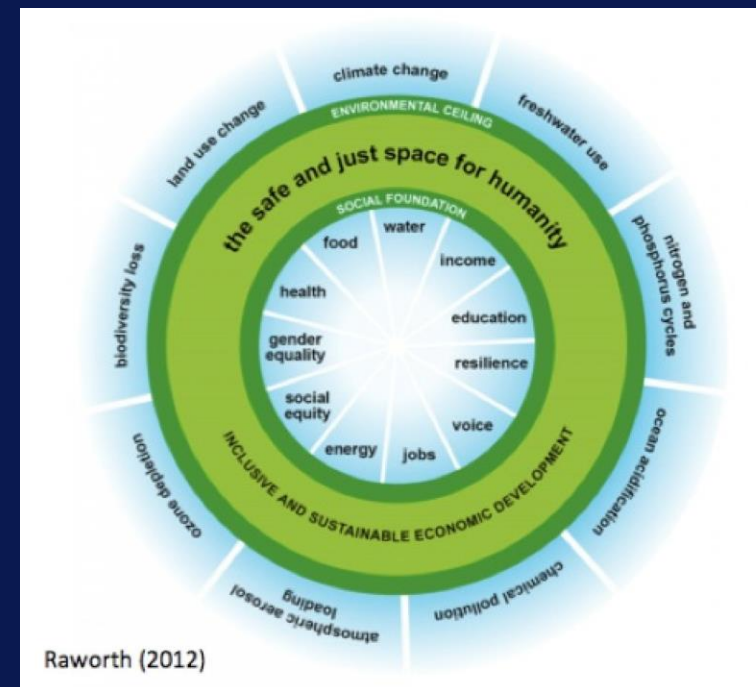 climate change
freshwater use
nitrogen and
phosphorus cycles
ocean acidification
chemical pollution
atmospheric aerosol
loading
ozone depletion
biodiversity loss
land use change
ENVIRONMENTAL CEILING
the safe and just space for humanity
SOCIAL FOUNDATION
water
income
education
resilience
voice
jobs
energy
social
equity
gender
equality
health
food
INCLUSIVE AND SUSTAINABLE ECONOMIC DEVELOPMENT
Raworth (2012)